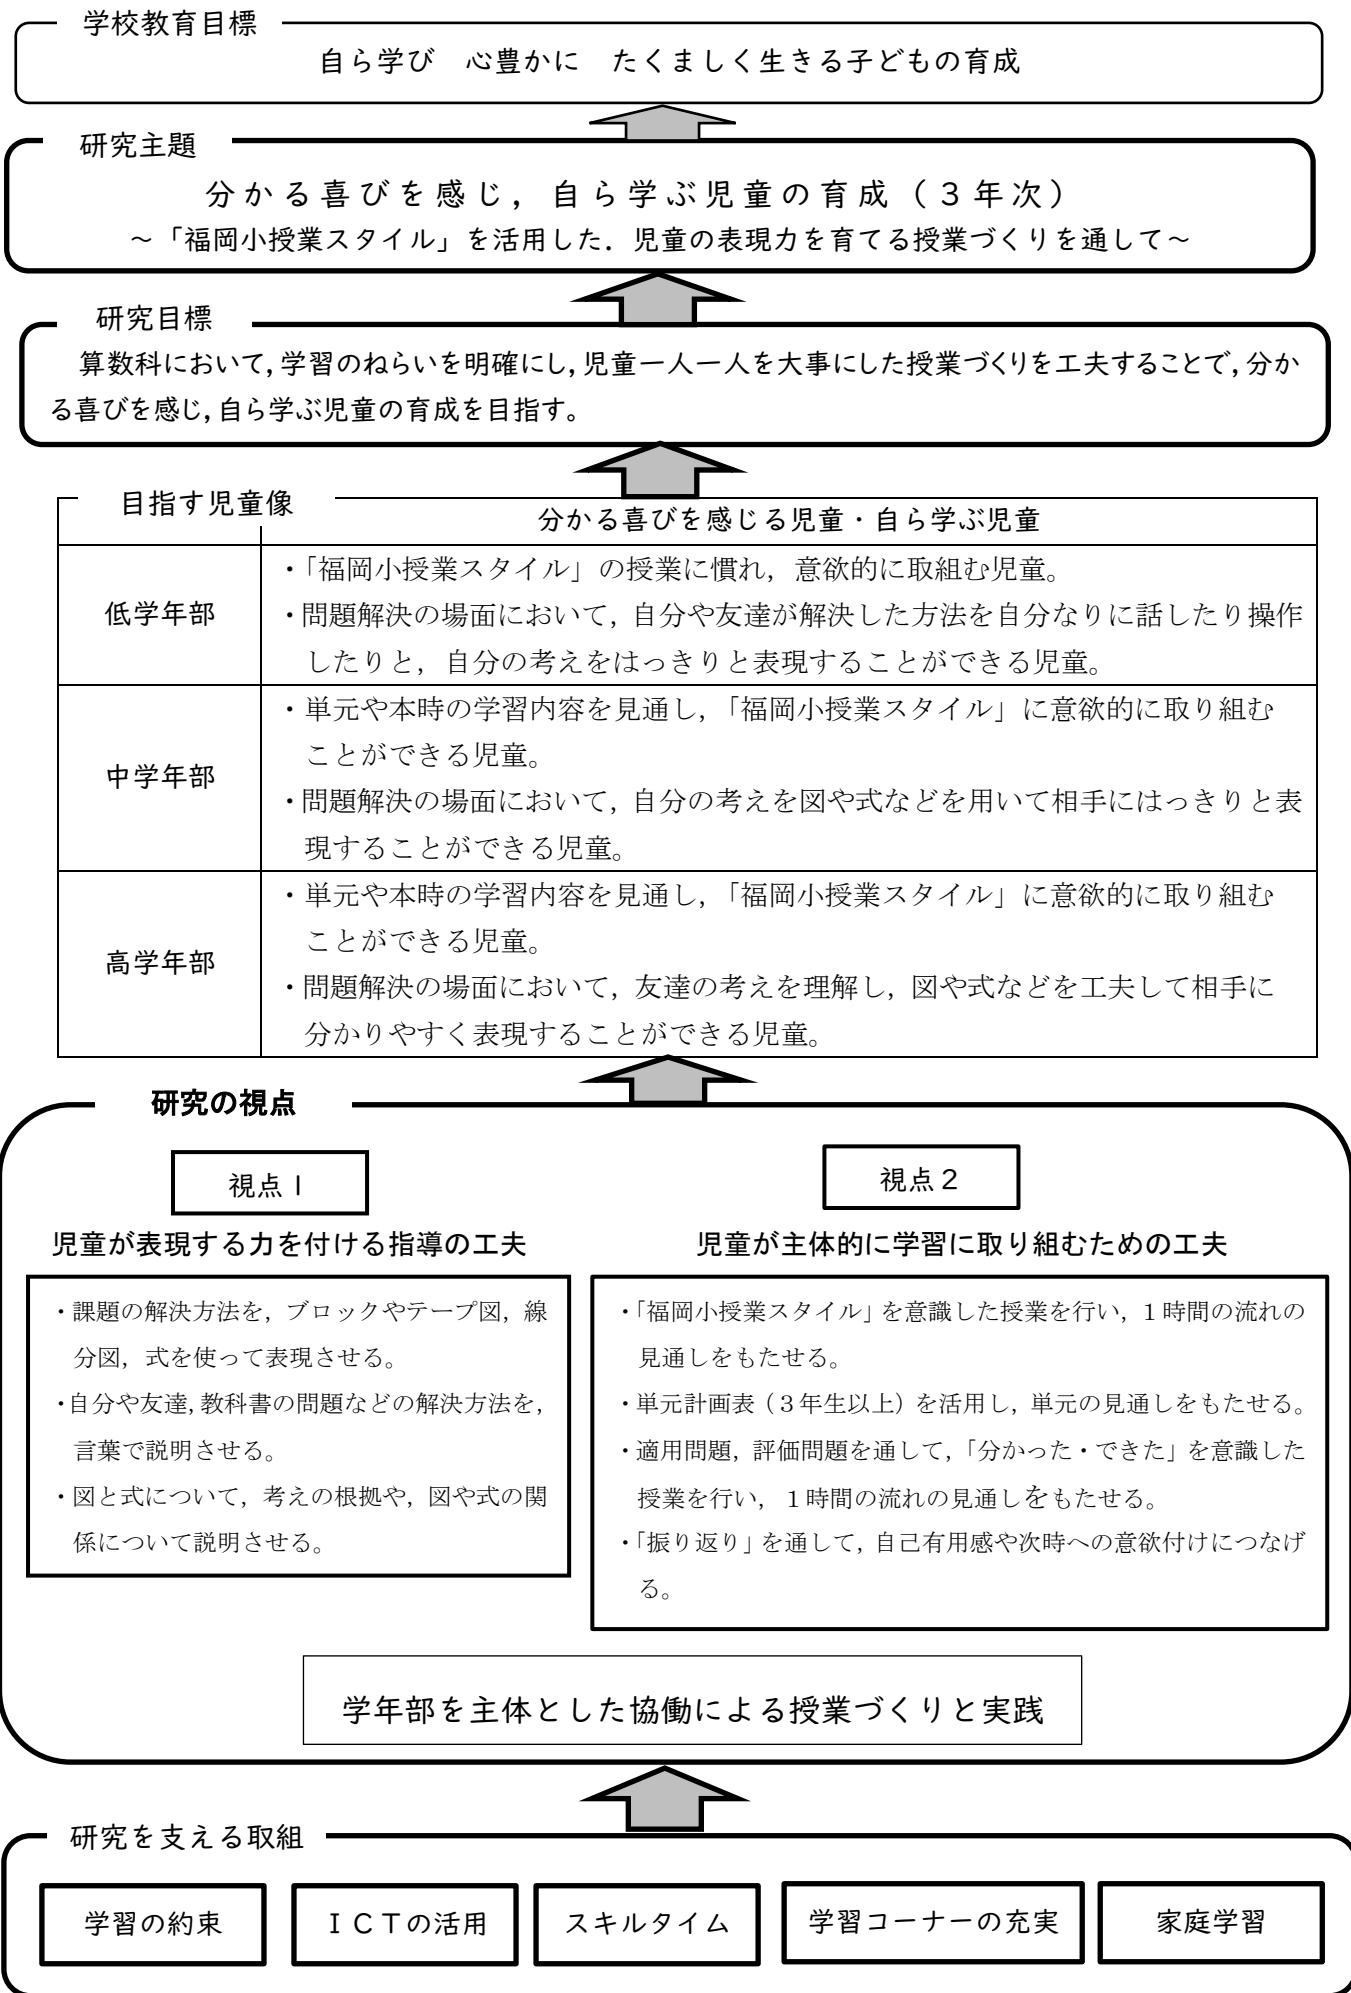 学校教育目標
自ら学び　心豊かに　たくましく生きる子どもの育成
研究主題
分かる喜びを感じ，自ら学ぶ児童の育成（３年次）
～「福岡小授業スタイル」を活用した．児童の表現力を育てる授業づくりを通して～
研究目標
算数科において，学習のねらいを明確にし，児童一人一人を大事にした授業づくりを工夫することで，分か
る喜びを感じ，自ら学ぶ児童の育成を目指す。
目指す児童像
分かる喜びを感じる児童・自ら学ぶ児童
低学年部
・「福岡小授業スタイル」の授業に慣れ，意欲的に取組む児童。
・問題解決の場面において，自分や友達が解決した方法を自分なりに話したり操作
したりと，自分の考えをはっきりと表現することができる児童。
中学年部
・単元や本時の学習内容を見通し，「福岡小授業スタイル」に意欲的に取り組む
ことができる児童。
・問題解決の場面において，自分の考えを図や式などを用いて相手にはっきりと表
現することができる児童。
高学年部
・単元や本時の学習内容を見通し，「福岡小授業スタイル」に意欲的に取り組む
ことができる児童。
・問題解決の場面において，友達の考えを理解し，図や式などを工夫して相手に
分かりやすく表現することができる児童。
研究の視点
視点１
児童が表現する力を付ける指導の工夫
・課題の解決方法を，ブロックやテープ図，線
分図，式を使って表現させる。
・自分や友達，教科書の問題などの解決方法を，
言葉で説明させる。
・図と式について，考えの根拠や，図や式の関
係について説明させる。
視点２
児童が主体的に学習に取り組むための工夫
・「福岡小授業スタイル」を意識した授業を行い，１時間の流れの
見通しをもたせる。
・単元計画表（３年生以上）を活用し，単元の見通しをもたせる。
・適用問題，評価問題を通して，「分かった・できた」を意識した
授業を行い，１時間の流れの見通しをもたせる。
・「振り返り」を通して，自己有用感や次時への意欲付けにつなげ
る。
学年部を主体とした協働による授業づくりと実践
研究を支える取組
学習の約束
ＩＣＴの活用
スキルタイム
学習コーナーの充実
家庭学習